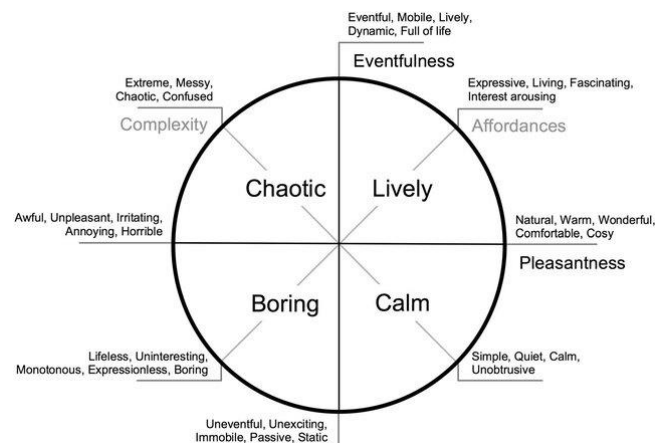 Eventful, Mobile, Lively,
Dynamic, Full of life
Eventfulness
Extreme, Messy,
Chaotic, Confused
Complexity
Expressive, Living, Fascinating,
Interest arousing
Affordances
Chaotic
Lively
Awful, Unpleasant, Irritating,
Annoying, Horrible
Natural, Warm, Wonderful,
Comfortable, Cosy
Pleasantness
Boring
Calm
Lifeless, Uninteresting,
Monotonous, Expressionless, Boring
Simple, Quiet, Calm,
Unobtrusive
Uneventful, Unexciting,
Immobile, Passive, Static